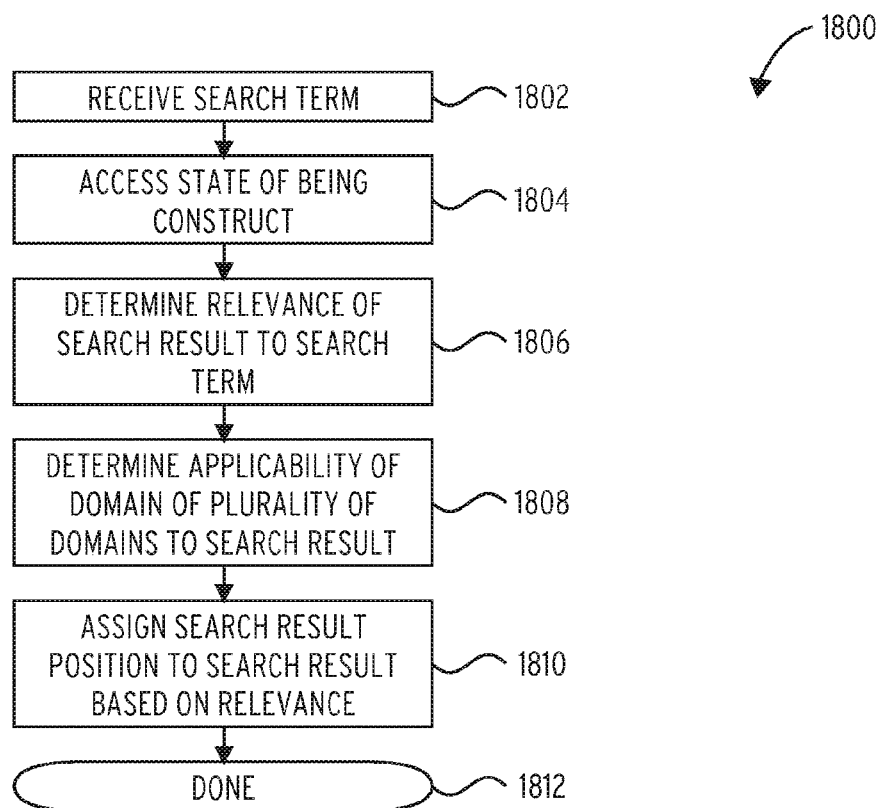 1800
RECEIVE SEARCH TERM
1802
ACCESS STATE OF BEING
CONSTRUCT
1804
DETERMINE RELEVANCE OF
SEARCH RESULT TO SEARCH
TERM
1806
DETERMINE APPLICABILITY OF
DOMAIN OF PLURALITY OF
DOMAINS TO SEARCH RESULT
1808
ASSIGN SEARCH RESULT
POSITION TO SEARCH RESULT
BASED ON RELEVANCE
1810
DONE
1812